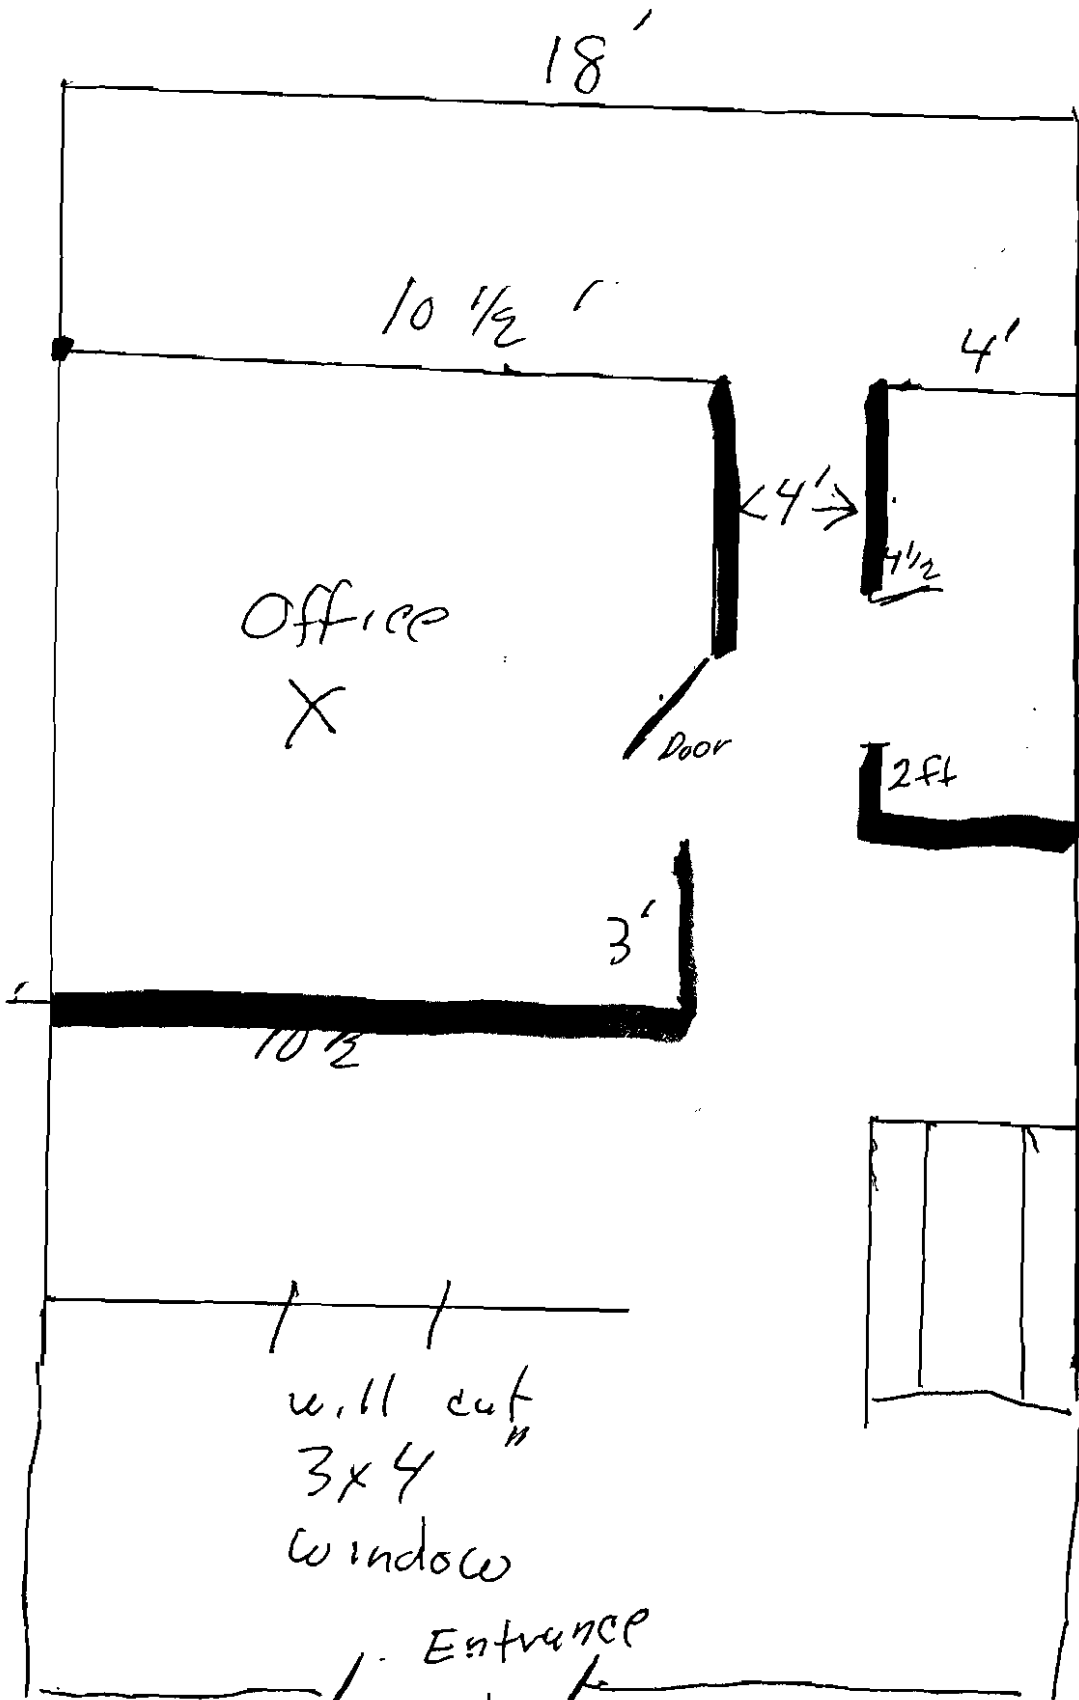 18'
10 1/2 '
4'
4'
4 1/2
Office
X
Door
2ft
3'
10 1/2
will cut
3x4"
window
Entrance